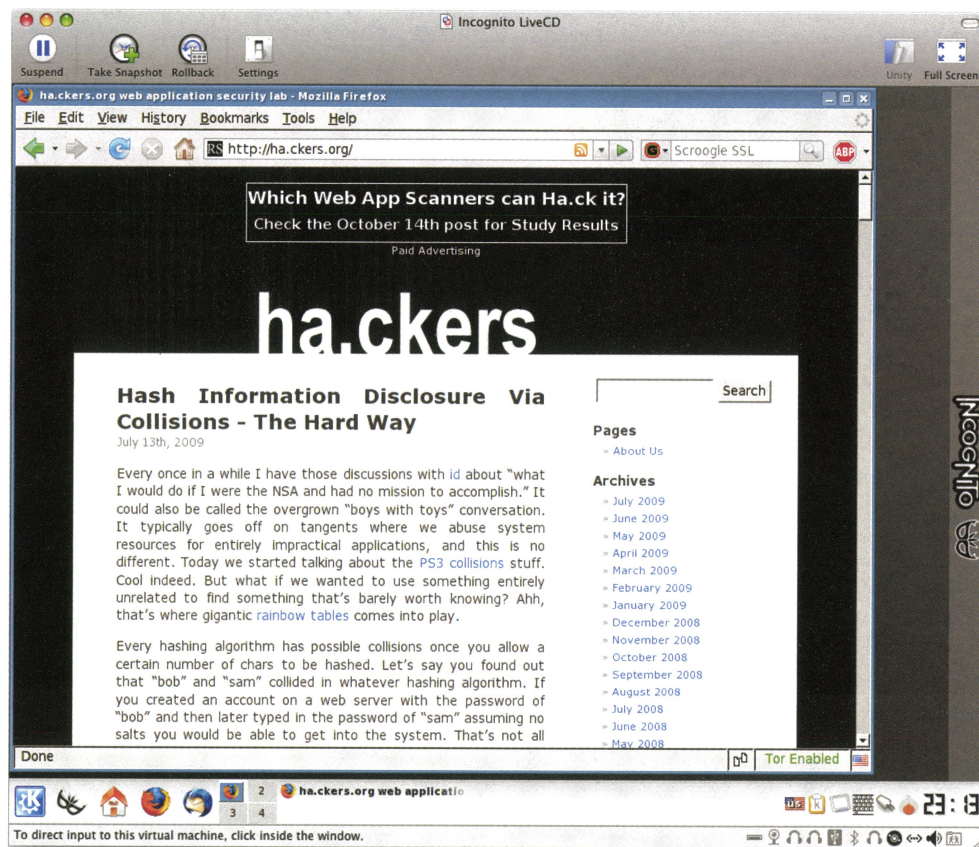 Incognito LiveCD
Suspend Take Snapshot Rollback Settings Unity Full Screen
ha.ckers.org web application security lab - Mozilla Firefox
File Edit View History Bookmarks Tools Help
RS http://ha.ckers.org/ G Scroogle SSL ABP
Which Web App Scanners can Ha.ck it?
Check the October 14th post for Study Results
Paid Advertising
ha.ckers
Hash Information Disclosure Via
Collisions - The Hard Way
July 13th, 2009
Every once in a while I have those discussions with id about “what
I would do if I were the NSA and had no mission to accomplish.” It
could also be called the overgrown “boys with toys” conversation.
It typically goes off on tangents where we abuse system
resources for entirely impractical applications, and this is no
different. Today we started talking about the PS3 collisions stuff.
Cool indeed. But what if we wanted to use something entirely
unrelated to find something that’s barely worth knowing? Ahh,
that’s where gigantic rainbow tables comes into play.
Every hashing algorithm has possible collisions once you allow a
certain number of chars to be hashed. Let’s say you found out
that “bob” and “sam” collided in whatever hashing algorithm. If
you created an account on a web server with the password of
“bob” and then later typed in the password of “sam” assuming no
salts you would be able to get into the system. That’s not all
Search
Pages
» About Us
Archives
» July 2009
» June 2009
» May 2009
» April 2009
» March 2009
» February 2009
» January 2009
» December 2008
» November 2008
» October 2008
» September 2008
» August 2008
» July 2008
» June 2008
» May 2008
INCOGNITO
Done Tor Enabled
K 1 2 3 4 ha.ckers.org web applicatio US 23:13
To direct input to this virtual machine, click inside the window.